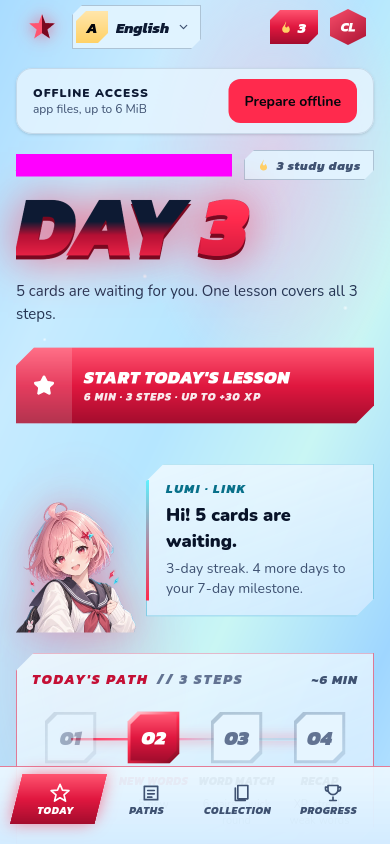 A English
3
CL
OFFLINE ACCESS
app files, up to 6 MiB
Prepare offline
3 study days
DAY 3
5 cards are waiting for you. One lesson covers all 3
steps.
START TODAY'S LESSON
6 MIN · 3 STEPS · UP TO +30 XP
LUMI · LINK
Hi! 5 cards are
waiting.
3-day streak. 4 more days to
your 7-day milestone.
TODAY'S PATH // 3 STEPS
~6 MIN
01 02 03 04
NEW WORDS WORD MATCH RECAP
TODAY PATHS COLLECTION PROGRESS